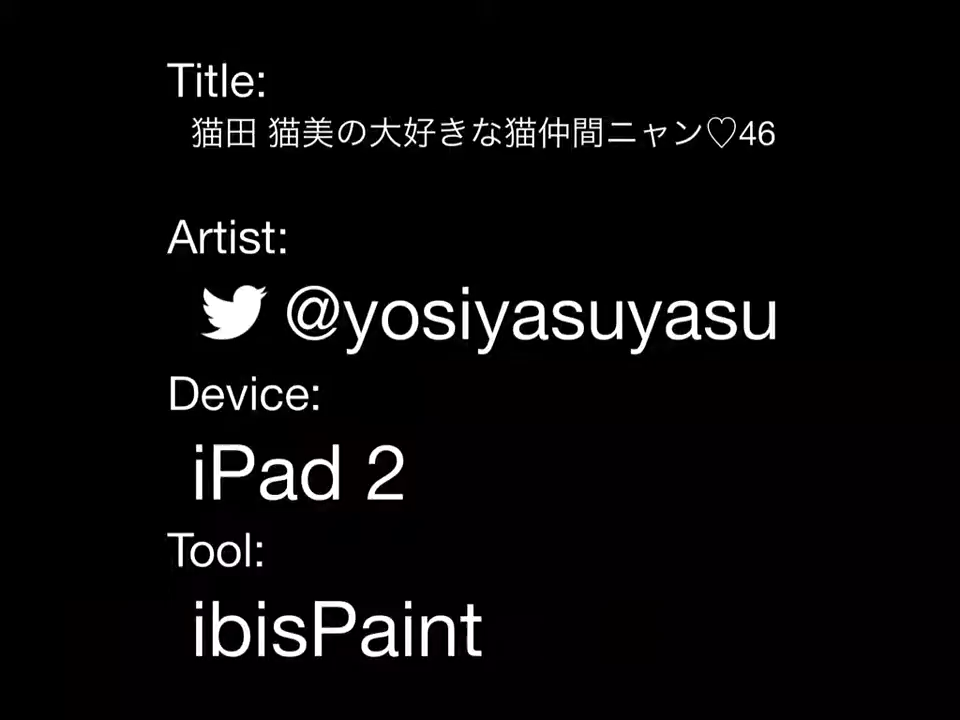 Title:
猫田 猫美の大好きな猫仲間ニャン♡46
Artist:
@yosiyasuyasu
Device:
iPad 2
Tool:
ibisPaint